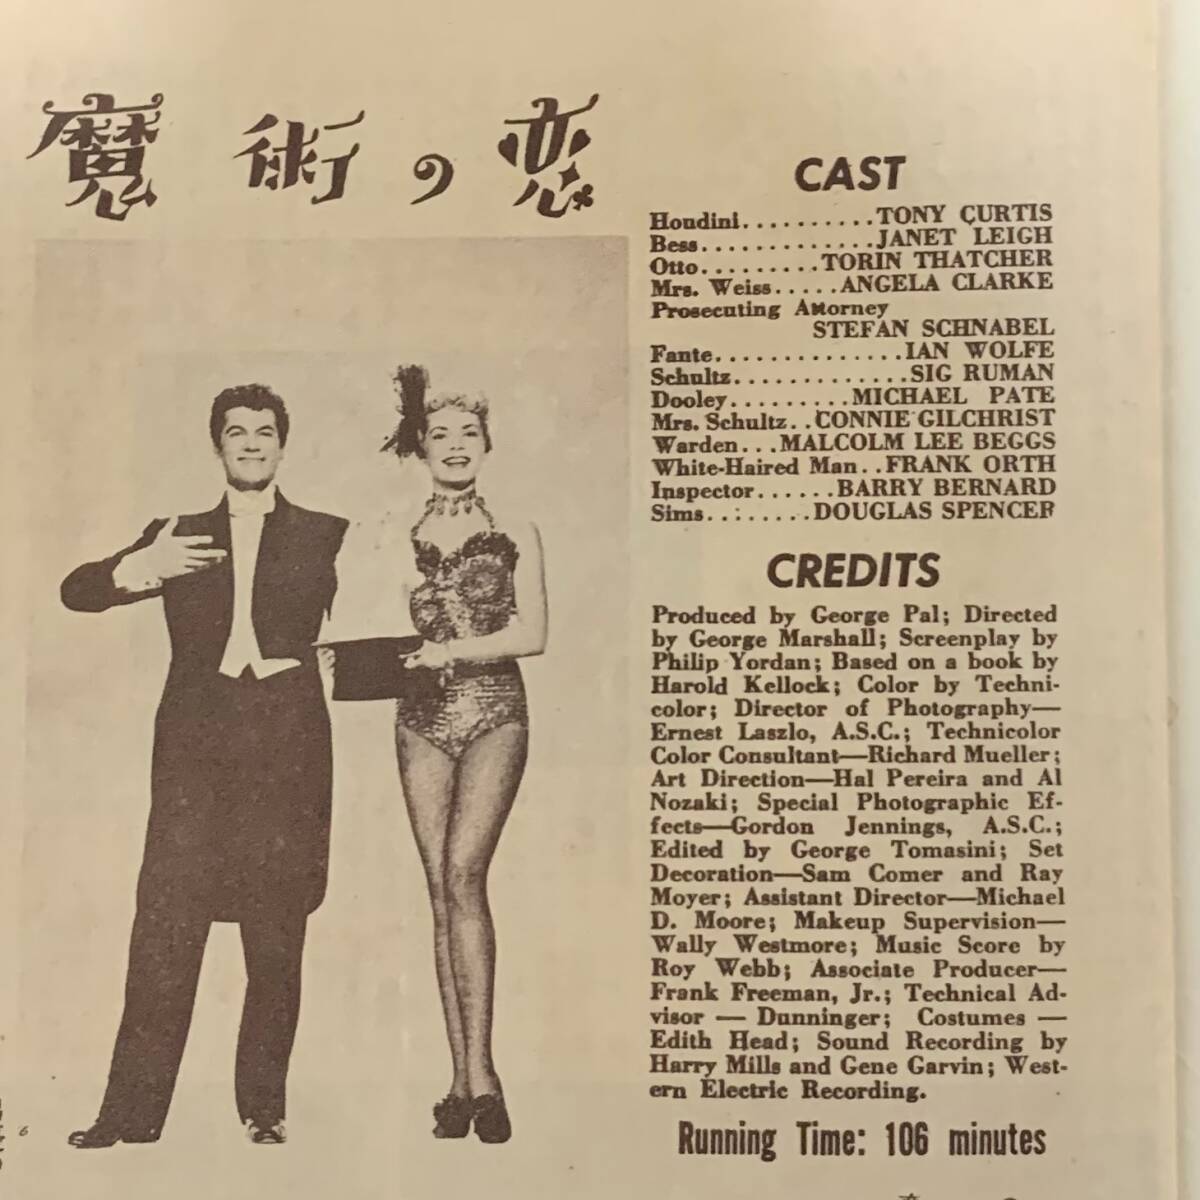 魔術の恋
CAST
Houdini..........TONY CURTIS
Bess.............JANET LEIGH
Otto.........TORIN THATCHER
Mrs. Weiss.....ANGELA CLARKE
Prosecuting Attorney
STEFAN SCHNABEL
Fante..............IAN WOLFE
Schultz.............SIG RUMAN
Dooley.........MICHAEL PATE
Mrs. Schultz..CONNIE GILCHRIST
Warden...MALCOLM LEE BEGGS
White-Haired Man..FRANK ORTH
Inspector......BARRY BERNARD
Sims........DOUGLAS SPENCER
CREDITS
Produced by George Pal; Directed
by George Marshall; Screenplay by
Philip Yordan; Based on a book by
Harold Kellock; Color by Techni-
color; Director of Photography—
Ernest Laszlo, A.S.C.; Technicolor
Color Consultant—Richard Mueller;
Art Direction—Hal Pereira and Al
Nozaki; Special Photographic Ef-
fects—Gordon Jennings, A.S.C.;
Edited by George Tomasini; Set
Decoration—Sam Comer and Ray
Moyer; Assistant Director—Michael
D. Moore; Makeup Supervision—
Wally Westmore; Music Score by
Roy Webb; Associate Producer—
Frank Freeman, Jr.; Technical Ad-
visor — Dunninger; Costumes —
Edith Head; Sound Recording by
Harry Mills and Gene Garvin; West-
ern Electric Recording.
Running Time: 106 minutes
6